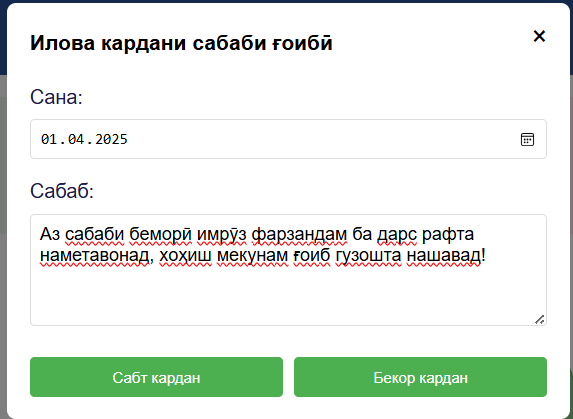 Илова кардани сабаби ғоибӣ
Сана:
01.04.2025
Сабаб:
Аз сабаби беморӣ имрӯз фарзандам ба дарс рафта
наметавонад, хоҳиш мекунам ғоиб гузошта нашавад!
Сабт кардан
Бекор кардан